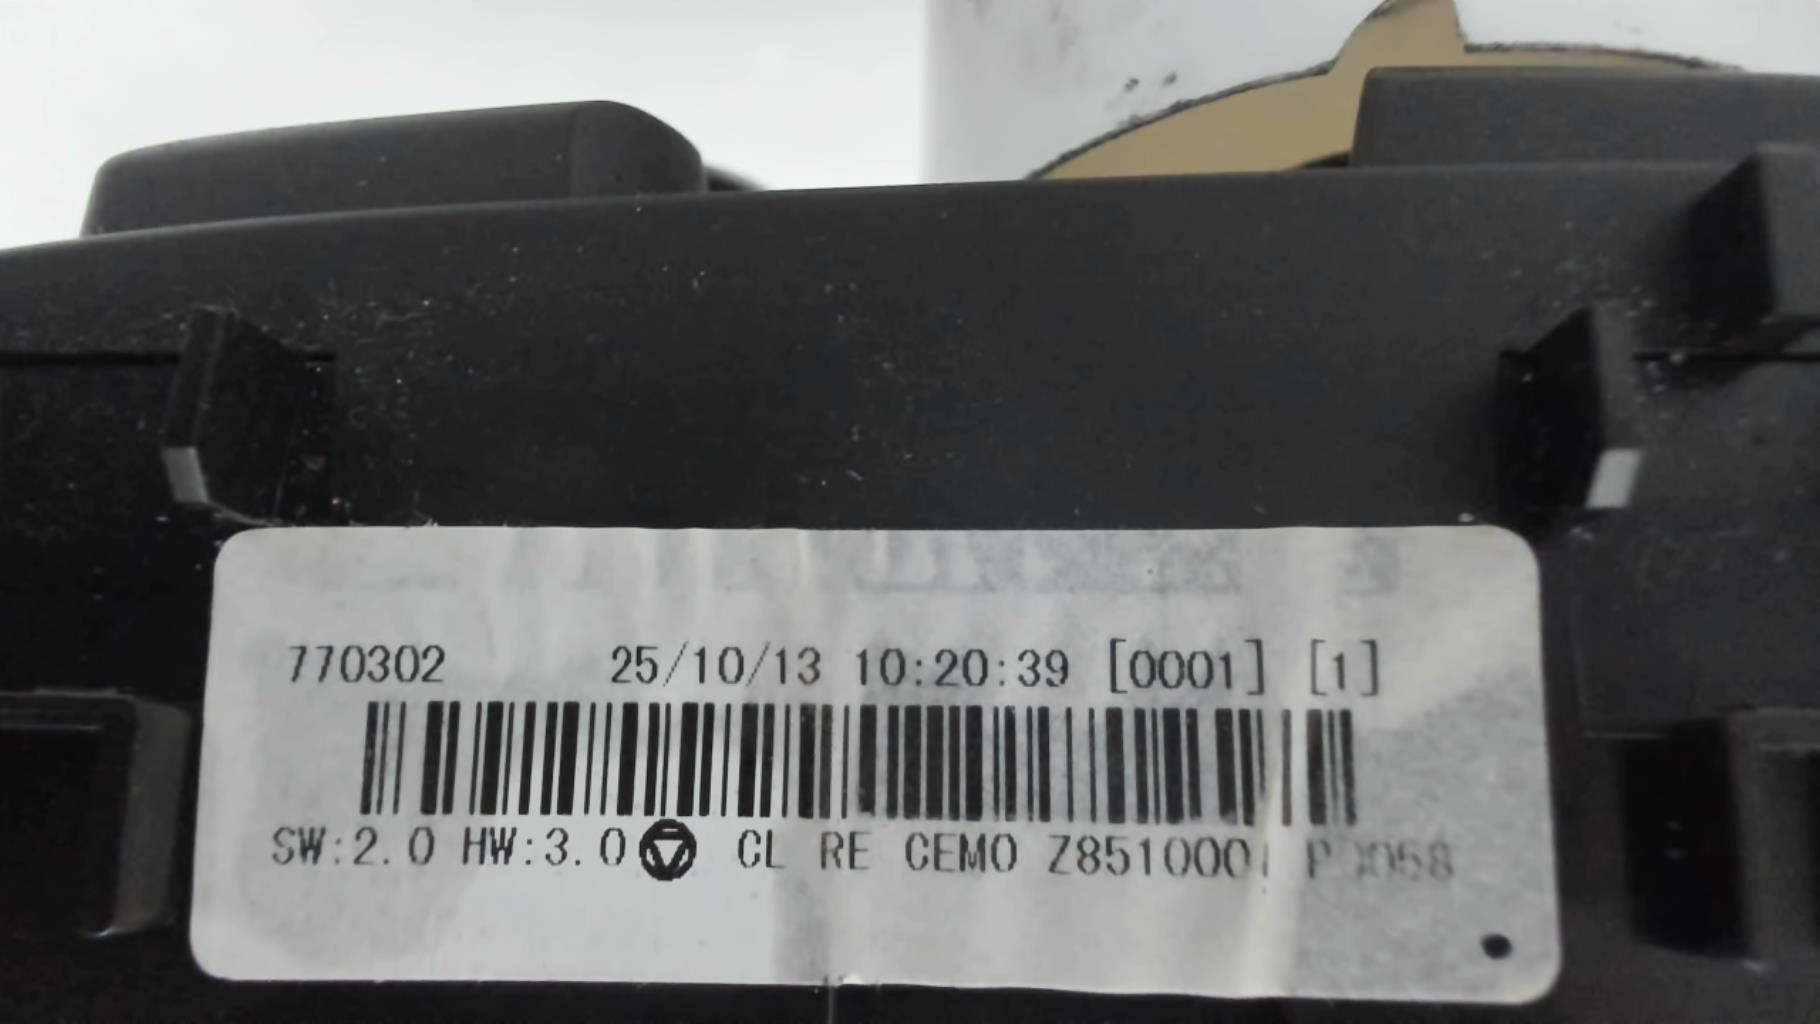 770302 25/10/13 10:20:39 [0001] [1]
SW:2.0 HW:3.0 CL RE CEMO